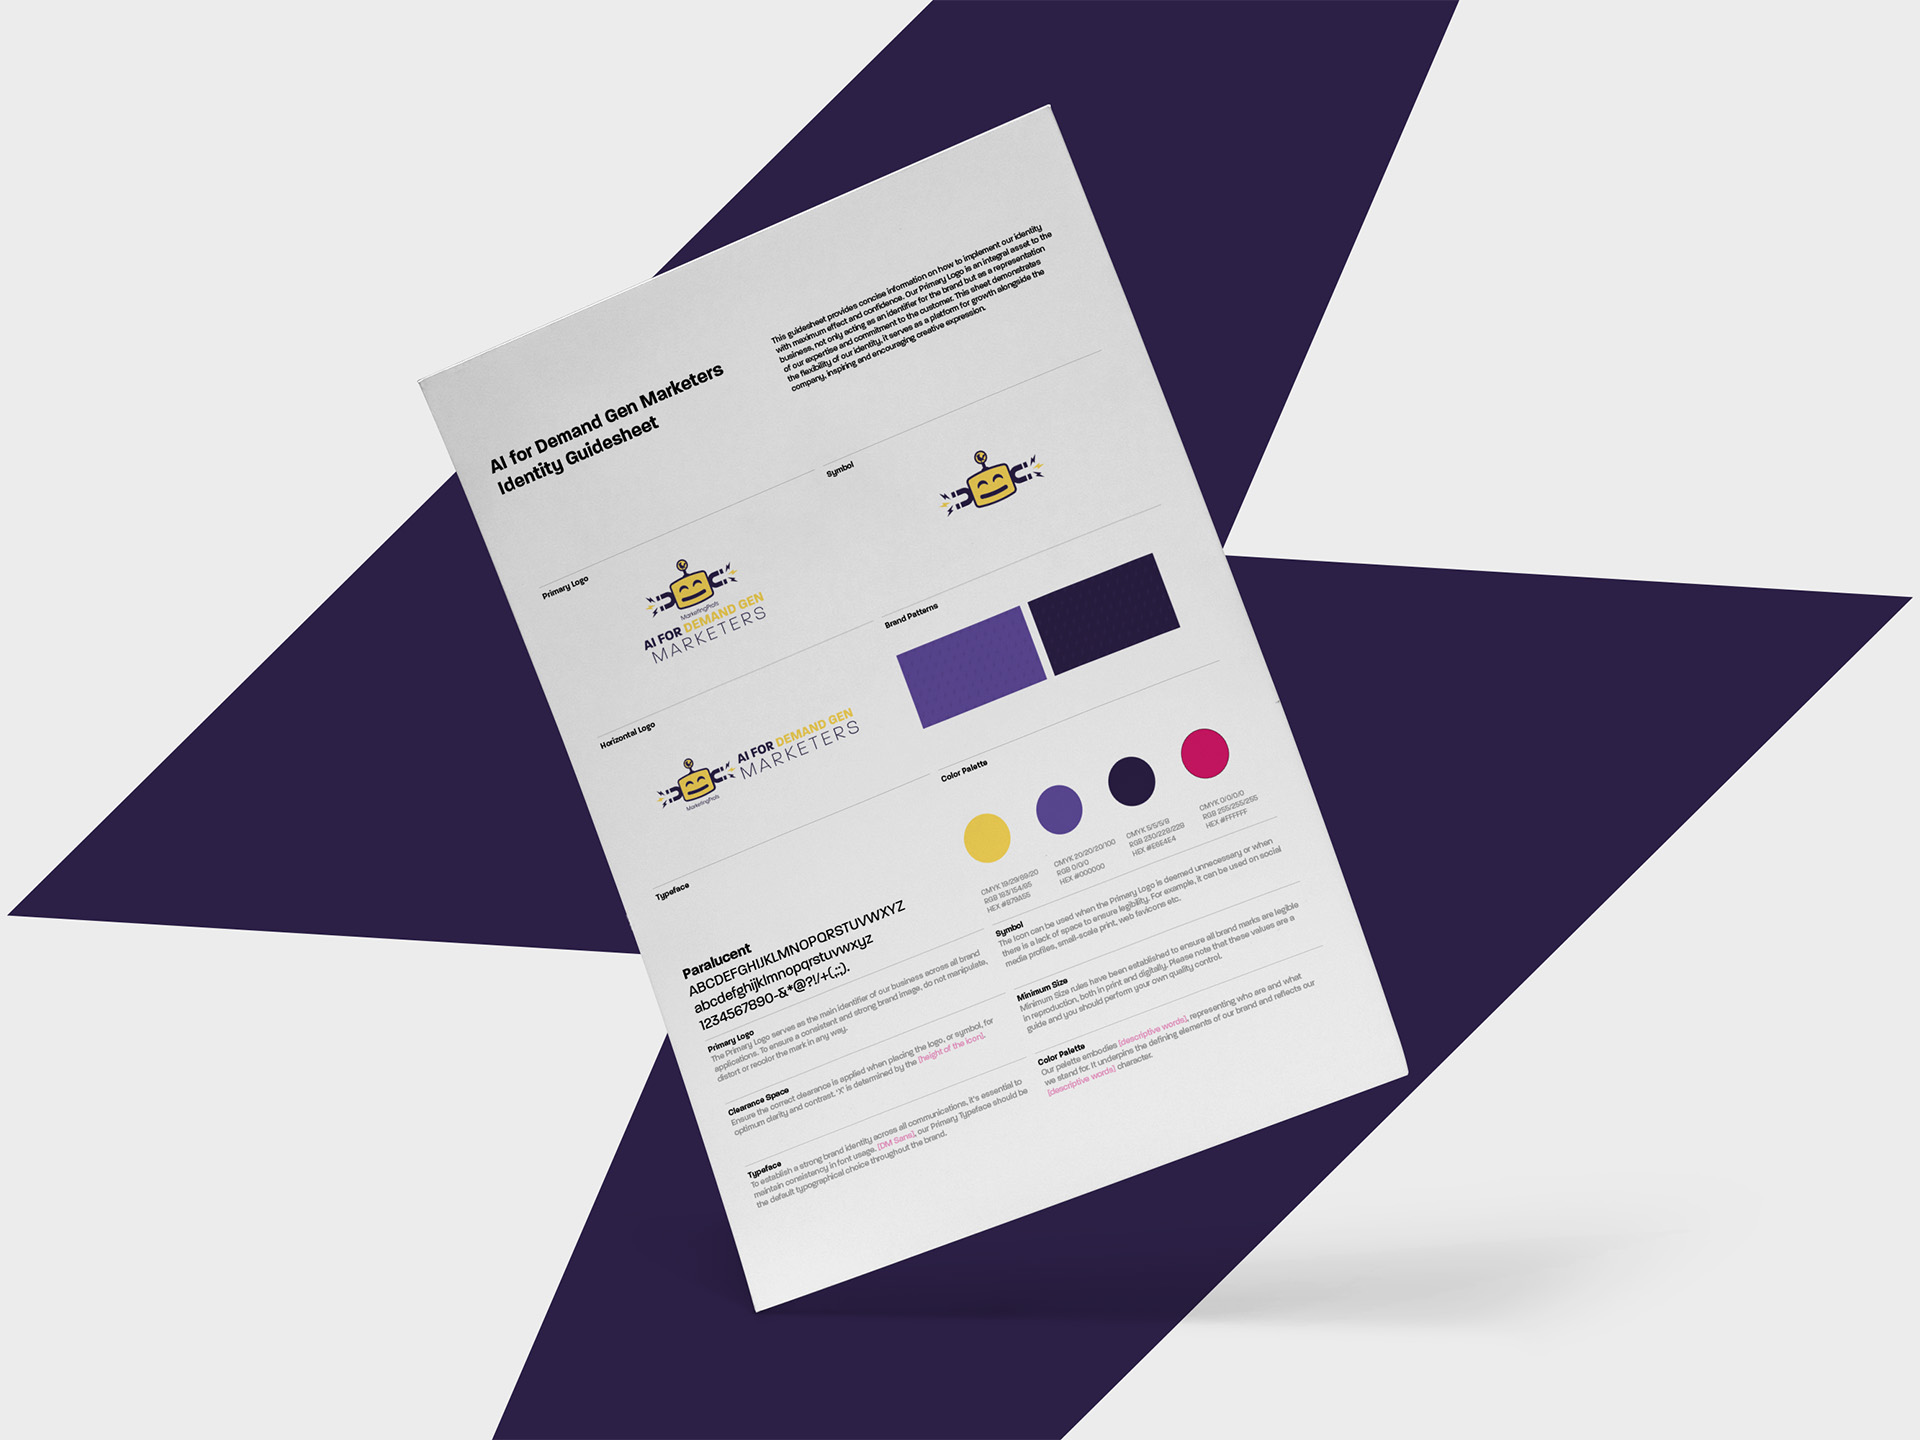 AI for Demand Gen Marketers
Identity Guidesheet
This guidesheet provides concise information on how to implement our identity
with maximum effect and confidence. Our Primary Logo is an integral asset to the
business, not only acting as an identifier for the brand but as a representation
of our expertise and commitment to the customer. This sheet demonstrates
the flexibility of our identity, it serves as a platform for growth alongside the
company, inspiring and encouraging creative expression.
Primary Logo
MarketingProfs
AI FOR DEMAND GEN
MARKETERS
Symbol
Horizontal Logo
MarketingProfs
AI FOR DEMAND GEN
MARKETERS
Brand Patterns
Color Palette
CMYK 19/29/69/20
RGB 193/154/85
HEX #B79A55
CMYK 20/20/20/100
RGB 0/0/0
HEX #000000
CMYK 5/5/5/9
RGB 230/228/228
HEX #E6E4E4
CMYK 0/0/0/0
RGB 255/255/255
HEX #FFFFFF
Typeface
Paralucent
ABCDEFGHIJKLMNOPQRSTUVWXYZ
abcdefghijklmnopqrstuvwxyz
1234567890-&*@?!/+(.,:;).
Primary Logo
The Primary Logo serves as the main identifier of our business across all brand
applications. To ensure a consistent and strong brand image, do not manipulate,
distort or recolor the mark in any way.
Clearance Space
Ensure the correct clearance is applied when placing the logo, or symbol, for
optimum clarity and contrast. "X" is determined by the [height of the icon].
Typeface
To establish a strong brand identity across all communications, it's essential to
maintain consistency in font usage. [DM Sans], our Primary Typeface should be
the default typographical choice throughout the brand.
Symbol
The Icon can be used when the Primary Logo is deemed unnecessary or when
there is a lack of space to ensure legibility. For example, it can be used on social
media profiles, small-scale print, web favicons etc.
Minimum Size
Minimum Size rules have been established to ensure all brand marks are legible
in reproduction, both in print and digitally. Please note that these values are a
guide and you should perform your own quality control.
Color Palette
Our palette embodies [descriptive words], representing who are and what
we stand for. It underpins the defining elements of our brand and reflects our
[descriptive words] character.